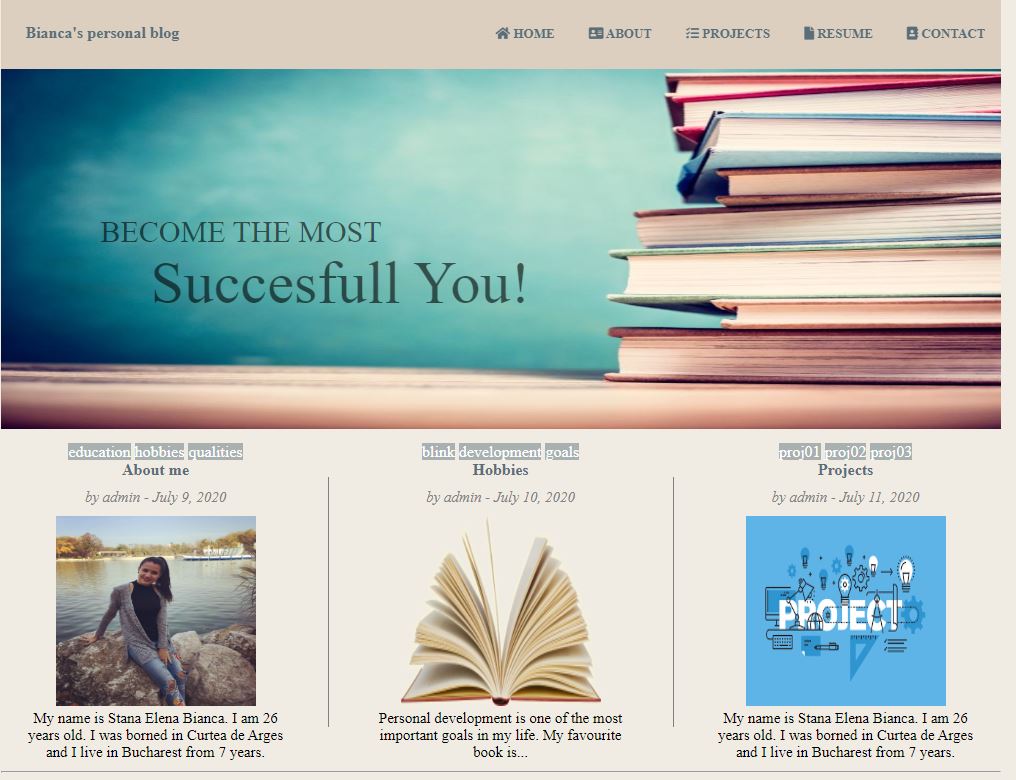 Bianca's personal blog
HOME ABOUT PROJECTS RESUME CONTACT
BECOME THE MOST
Succesfull You!
education hobbies qualities
About me
by admin - July 9, 2020
My name is Stana Elena Bianca. I am 26
years old. I was borned in Curtea de Arges
and I live in Bucharest from 7 years.
blink development goals
Hobbies
by admin - July 10, 2020
Personal development is one of the most
important goals in my life. My favourite
book is...
proj01 proj02 proj03
Projects
by admin - July 11, 2020
PROJECT
My name is Stana Elena Bianca. I am 26
years old. I was borned in Curtea de Arges
and I live in Bucharest from 7 years.